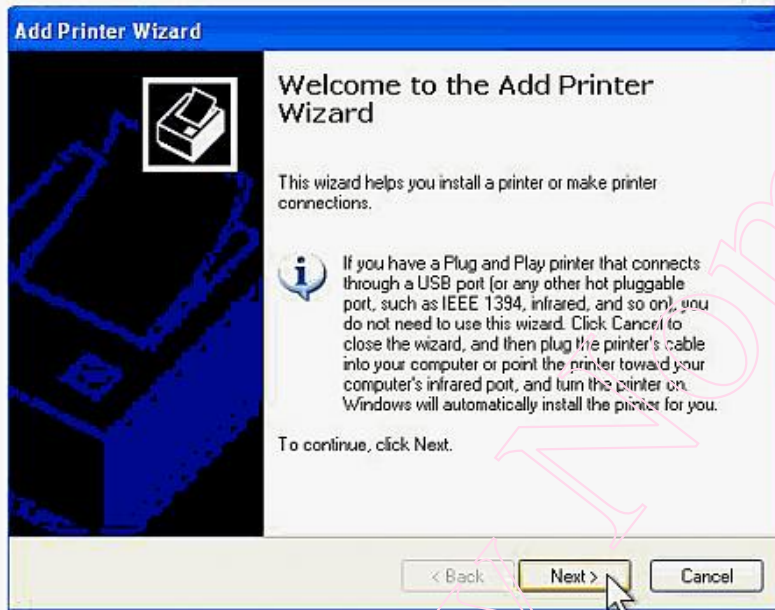 Add Printer Wizard
Welcome to the Add Printer
Wizard
This wizard helps you install a printer or make printer
connections.
If you have a Plug and Play printer that connects
through a USB port (or any other hot pluggable
port, such as IEEE 1394, infrared, and so on), you
do not need to use this wizard. Click Cancel to
close the wizard, and then plug the printer's cable
into your computer or point the printer toward your
computer's infrared port, and turn the printer on.
Windows will automatically install the printer for you.
To continue, click Next.
< Back Next > Cancel